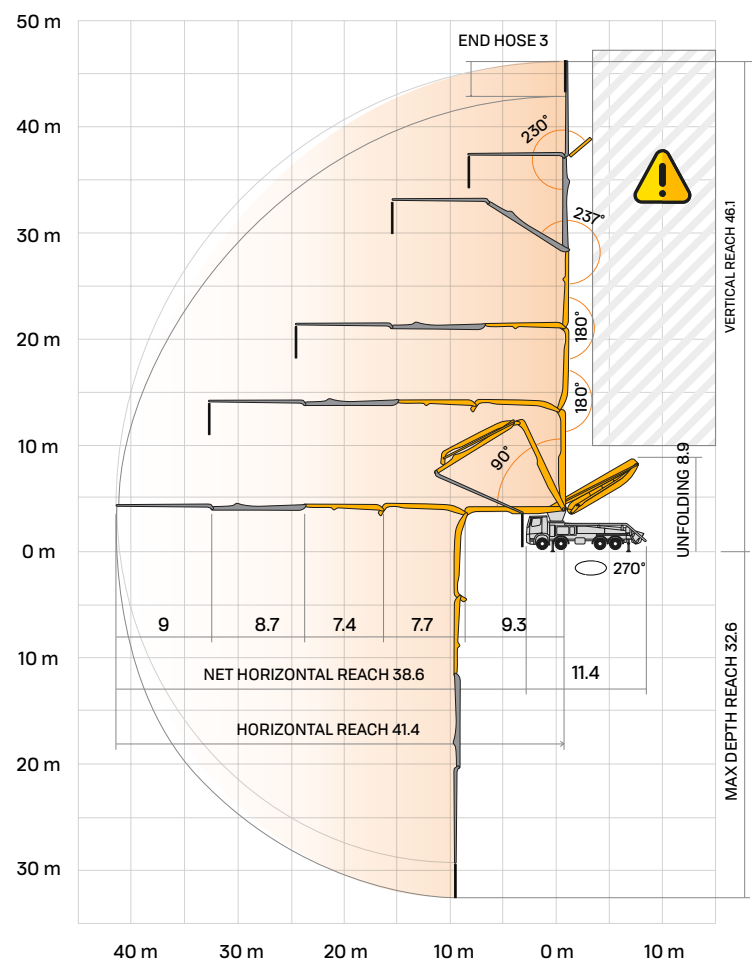 50 m
END HOSE 3
40 m
230°
237°
30 m
VERTICAL REACH 46.1
20 m
180°
180°
10 m
90°
UNFOLDING 8.9
0 m
270°
9
8.7
7.4
7.7
9.3
10 m
NET HORIZONTAL REACH 38.6
11.4
HORIZONTAL REACH 41.4
MAX DEPTH REACH 32.6
20 m
30 m
40 m
30 m
20 m
10 m
0 m
10 m